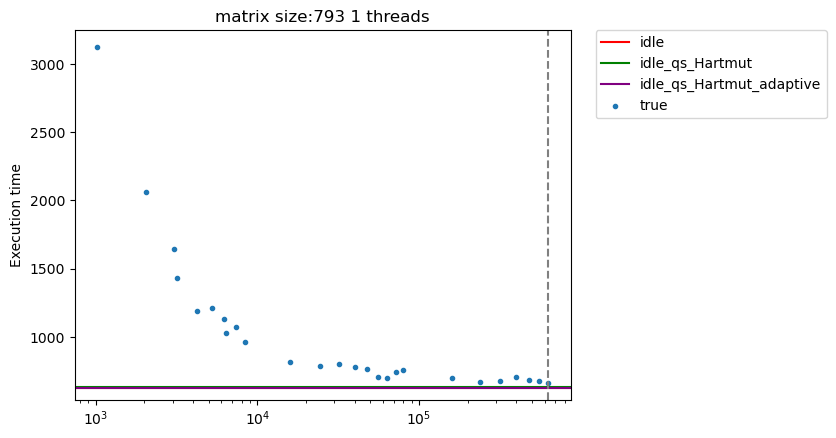 matrix size:793 1 threads
Execution time
3000
2500
2000
1500
1000
10³
10⁴
10⁵
idle
idle_qs_Hartmut
idle_qs_Hartmut_adaptive
true